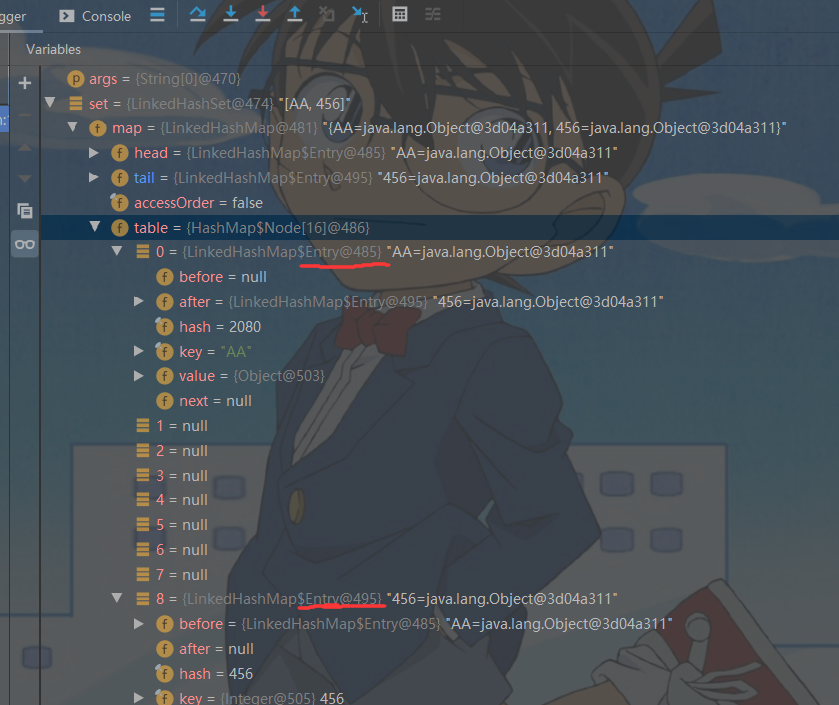 gger Console
Variables
args = {String[0]@470}
set = {LinkedHashSet@474} "[AA, 456]"
map = {LinkedHashMap@481} "{AA=java.lang.Object@3d04a311, 456=java.lang.Object@3d04a311}"
head = {LinkedHashMap$Entry@485} "AA=java.lang.Object@3d04a311"
tail = {LinkedHashMap$Entry@495} "456=java.lang.Object@3d04a311"
accessOrder = false
table = {HashMap$Node[16]@486}
0 = {LinkedHashMap$Entry@485} "AA=java.lang.Object@3d04a311"
before = null
after = {LinkedHashMap$Entry@495} "456=java.lang.Object@3d04a311"
hash = 2080
key = "AA"
value = {Object@503}
next = null
1 = null
2 = null
3 = null
4 = null
5 = null
6 = null
7 = null
8 = {LinkedHashMap$Entry@495} "456=java.lang.Object@3d04a311"
before = {LinkedHashMap$Entry@485} "AA=java.lang.Object@3d04a311"
after = null
hash = 456
key = {Integer@505} 456